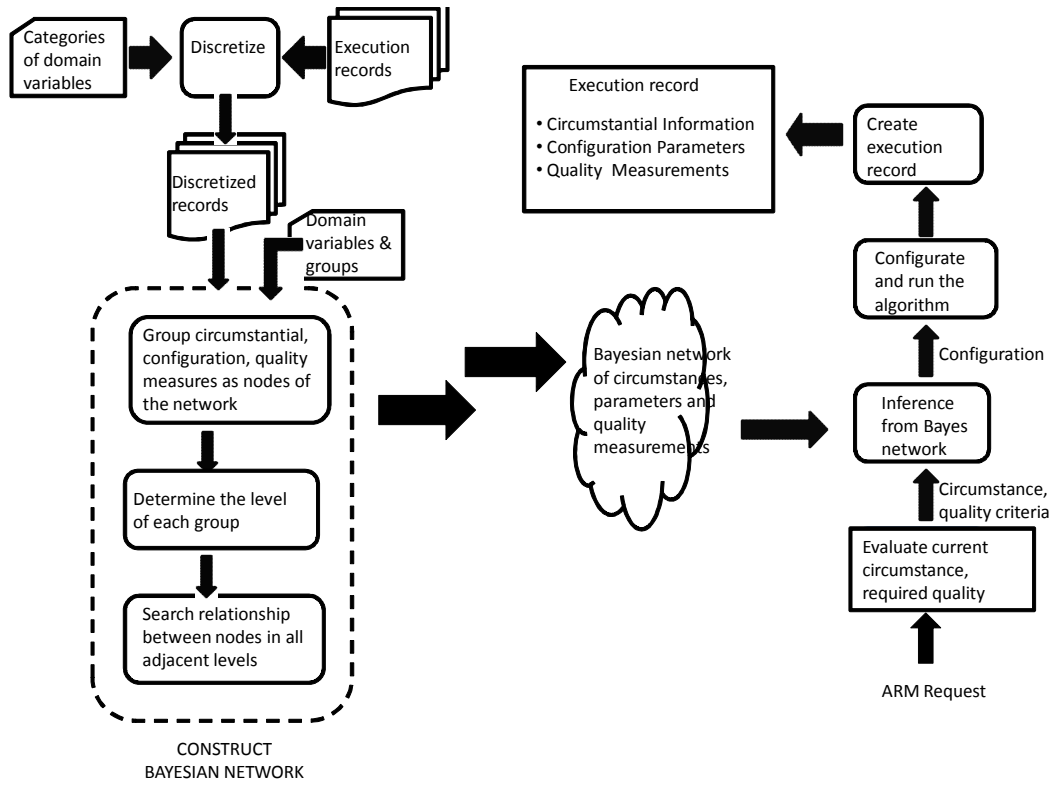 Categories
of domain
variables
Discretize
Execution
records
Discretized
records
Domain
variables &
groups
Group circumstantial,
configuration, quality
measures as nodes of
the network
Determine the level
of each group
Search relationship
between nodes in all
adjacent levels
CONSTRUCT
BAYESIAN NETWORK
Bayesian network
of circumstances,
parameters and
quality
measurements
Execution record
• Circumstantial Information
• Configuration Parameters
• Quality Measurements
Create
execution
record
Configurate
and run the
algorithm
Configuration
Inference
from Bayes
network
Circumstance,
quality criteria
Evaluate current
circumstance,
required quality
ARM Request